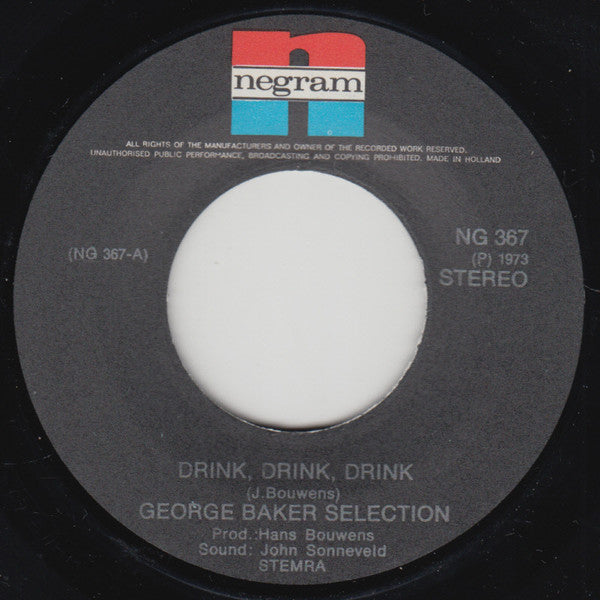 negram
ALL RIGHTS OF THE MANUFACTURERS AND OWNER OF THE RECORDED WORK RESERVED.
UNAUTHORISED PUBLIC PERFORMANCE, BROADCASTING AND COPYING PROHIBITED. MADE IN HOLLAND
(NG 367-A)
NG 367
(P) 1973
STEREO
DRINK, DRINK, DRINK
(J.Bouwens)
GEORGE BAKER SELECTION
Prod.:Hans Bouwens
Sound: John Sonneveld
STEMRA